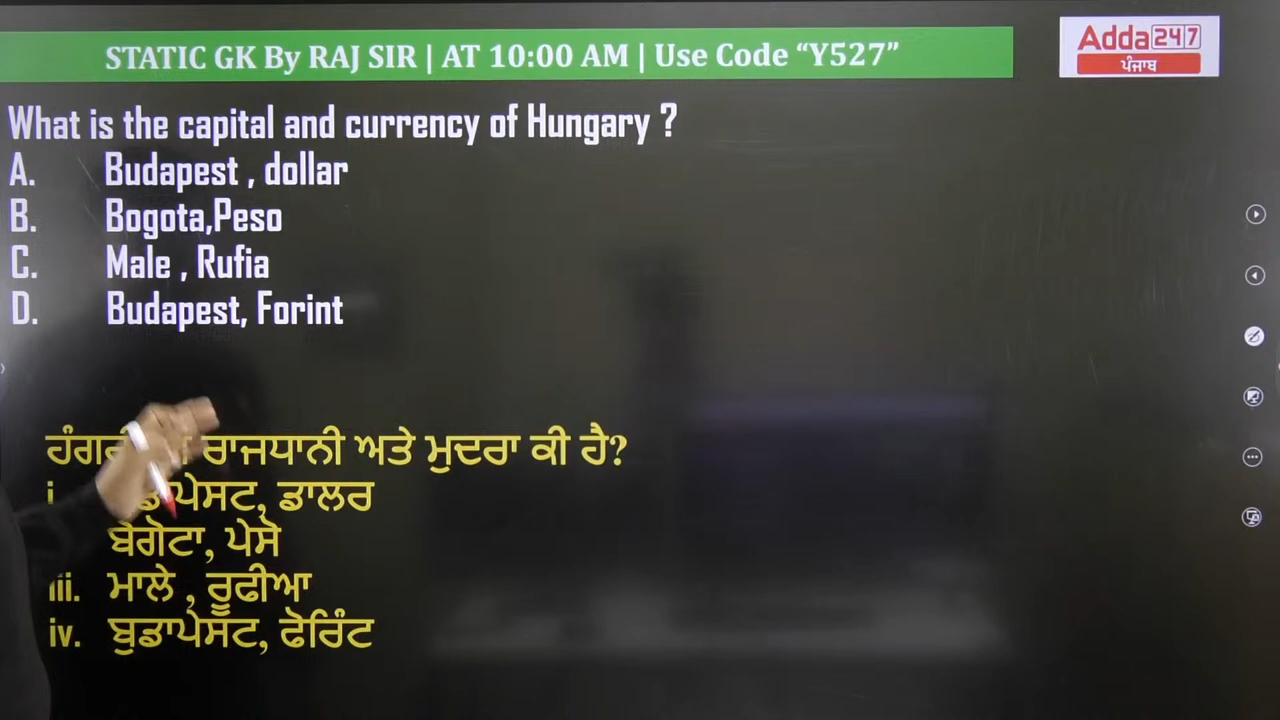 STATIC GK By RAJ SIR | AT 10:00 AM | Use Code “Y527”
Adda247
ਪੰਜਾਬ
What is the capital and currency of Hungary ?
A. Budapest , dollar
B. Bogota,Peso
C. Male , Rufia
D. Budapest, Forint
ਰਾਜਧਾਨੀ ਅਤੇ ਮੁਦਰਾ ਕੀ ਹੈ?
i ਡਾਲਰ
ਬੋਗੋਟਾ, ਪੇਸੋ
iii. ਮਾਲੇ , ਰੂਫੀਆ
iv. ਬੁਡਾਪੇਸਟ, ਫੋਰਿੰਟ